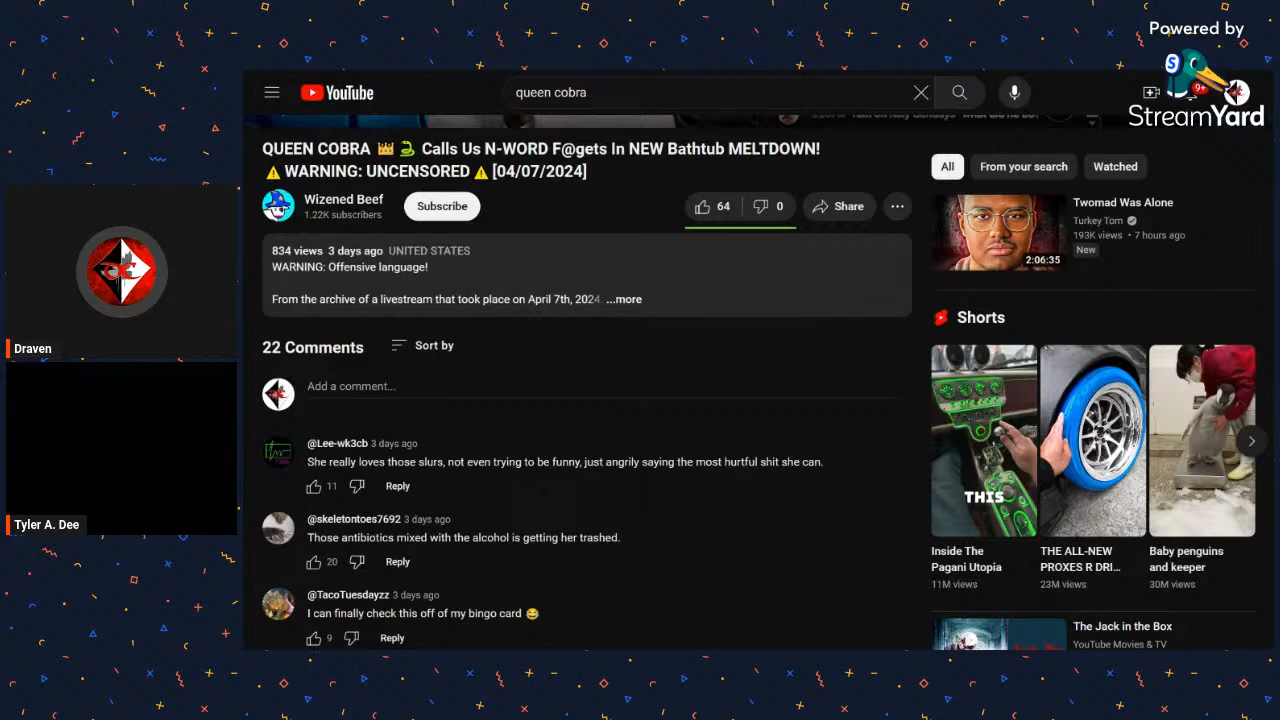 Powered by
StreamYard
YouTube
queen cobra
9+
QUEEN COBRA 👑 🐍 Calls Us N-WORD F@gets In NEW Bathtub MELTDOWN!
⚠️ WARNING: UNCENSORED ⚠️ [04/07/2024]
Wizened Beef
1.22K subscribers
Subscribe
64
0
Share
834 views 3 days ago UNITED STATES
WARNING: Offensive language!
From the archive of a livestream that took place on April 7th, 2024. ...more
22 Comments
Sort by
Add a comment...
@Lee-wk3cb 3 days ago
She really loves those slurs, not even trying to be funny, just angrily saying the most hurtful shit she can.
11
Reply
@skeletontoes7692 3 days ago
Those antibiotics mixed with the alcohol is getting her trashed.
20
Reply
@TacoTuesdayzz 3 days ago
I can finally check this off of my bingo card 😂
9
Reply
All
From your search
Watched
Twomad Was Alone
Turkey Tom
193K views • 7 hours ago
New
2:06:35
Shorts
THIS
Inside The
Pagani Utopia
11M views
THE ALL-NEW
PROXES R DRI...
23M views
Baby penguins
and keeper
30M views
The Jack in the Box
YouTube Movies & TV
Draven
Tyler A. Dee